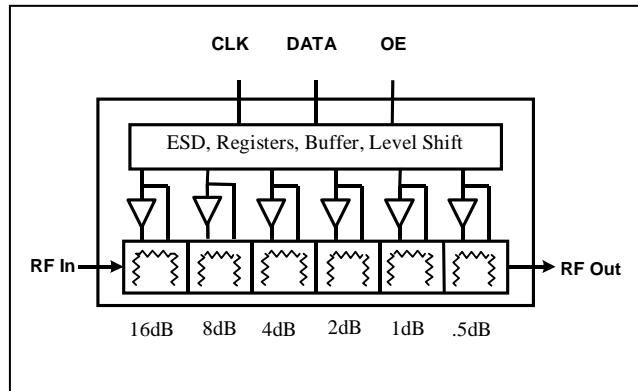 CLK DATA OE
ESD, Registers, Buffer, Level Shift
RF In RF Out
16dB 8dB 4dB 2dB 1dB .5dB